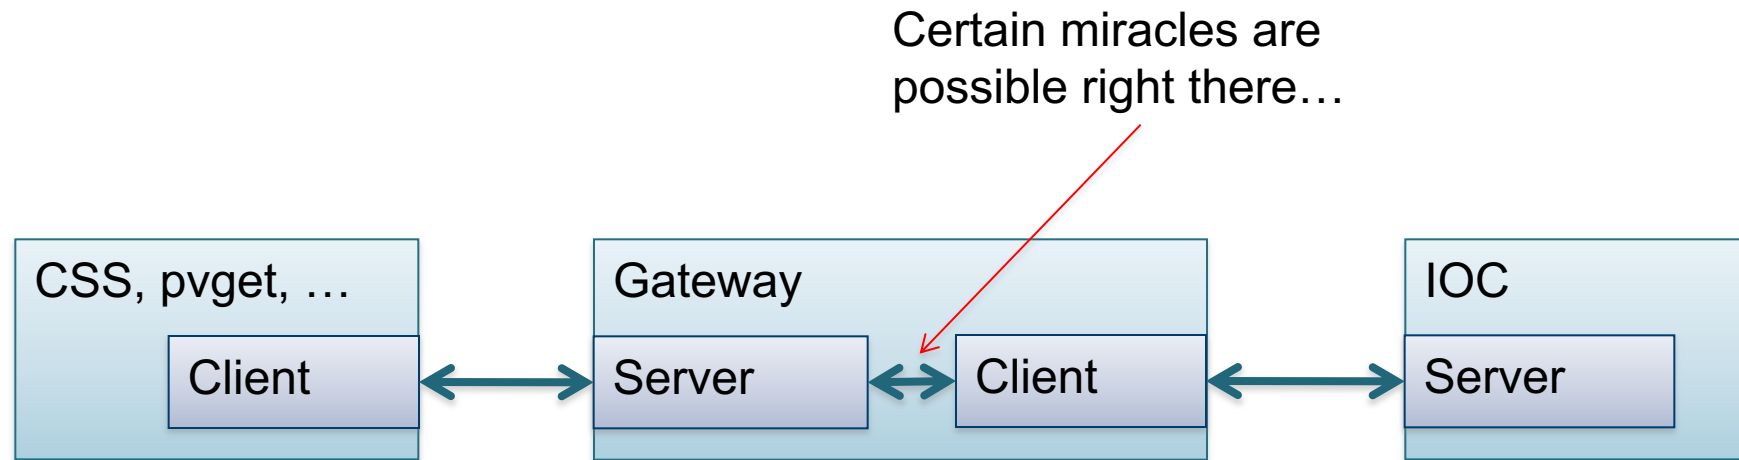 Certain miracles are
possible right there…
CSS, pvget, …
Client
Gateway
Server
Client
IOC
Server